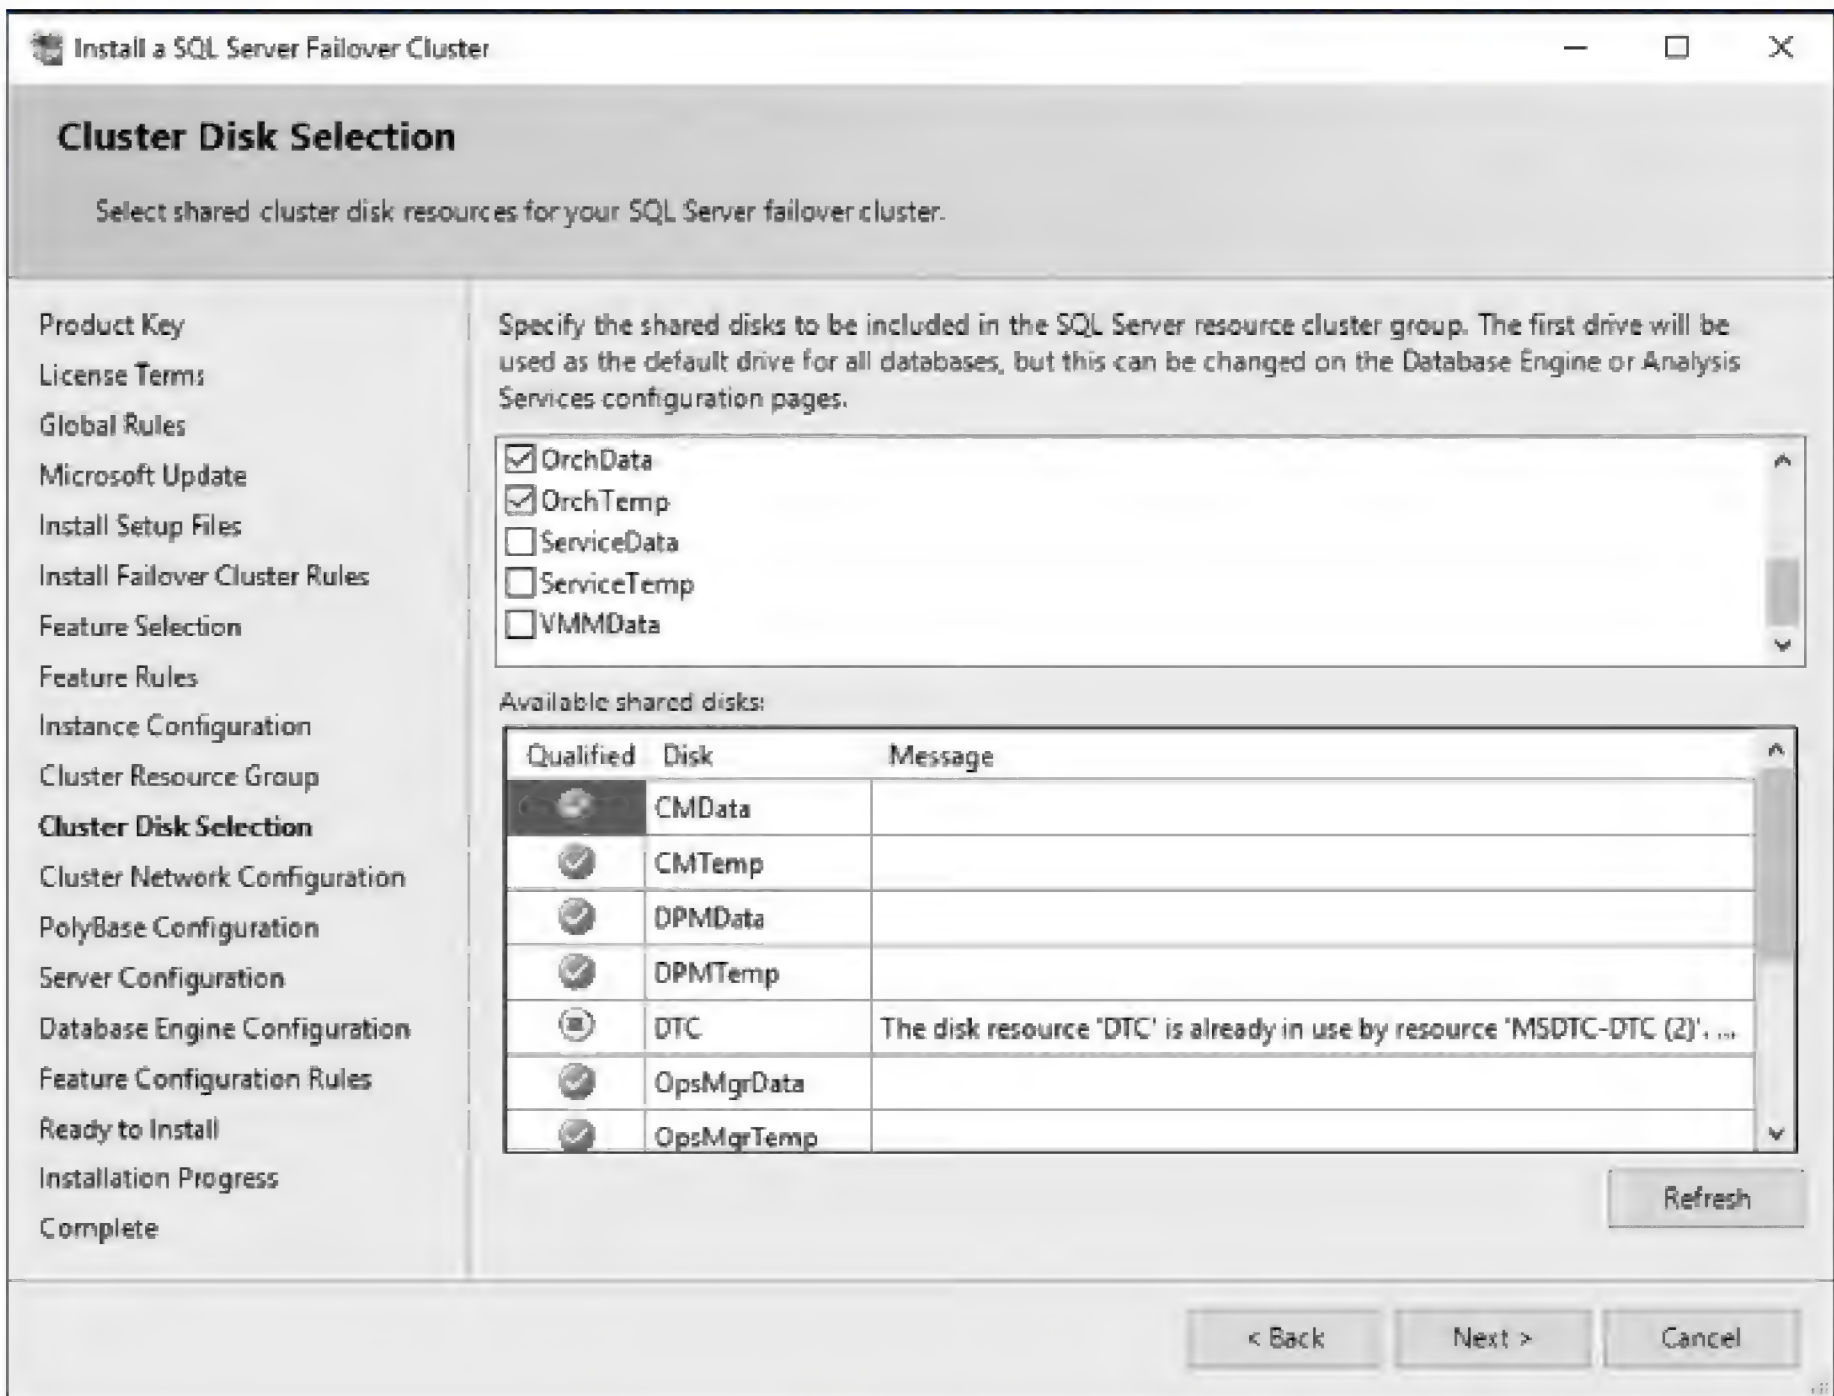 Install a SQL Server Failover Cluster
Cluster Disk Selection
Select shared cluster disk resources for your SQL Server failover cluster.
Product Key
License Terms
Global Rules
Microsoft Update
Install Setup Files
Install Failover Cluster Rules
Feature Selection
Feature Rules
Instance Configuration
Cluster Resource Group
Cluster Disk Selection
Cluster Network Configuration
PolyBase Configuration
Server Configuration
Database Engine Configuration
Feature Configuration Rules
Ready to Install
Installation Progress
Complete
Specify the shared disks to be included in the SQL Server resource cluster group. The first drive will be
used as the default drive for all databases, but this can be changed on the Database Engine or Analysis
Services configuration pages.
OrchData
OrchTemp
ServiceData
ServiceTemp
VMMData
Available shared disks:
Qualified Disk Message
CMData
CMTemp
DPMData
DPMTemp
DTC The disk resource 'DTC' is already in use by resource 'MSDTC-DTC (2)'. ...
OpsMgrData
OpsMgrTemp
Refresh
< Back Next > Cancel